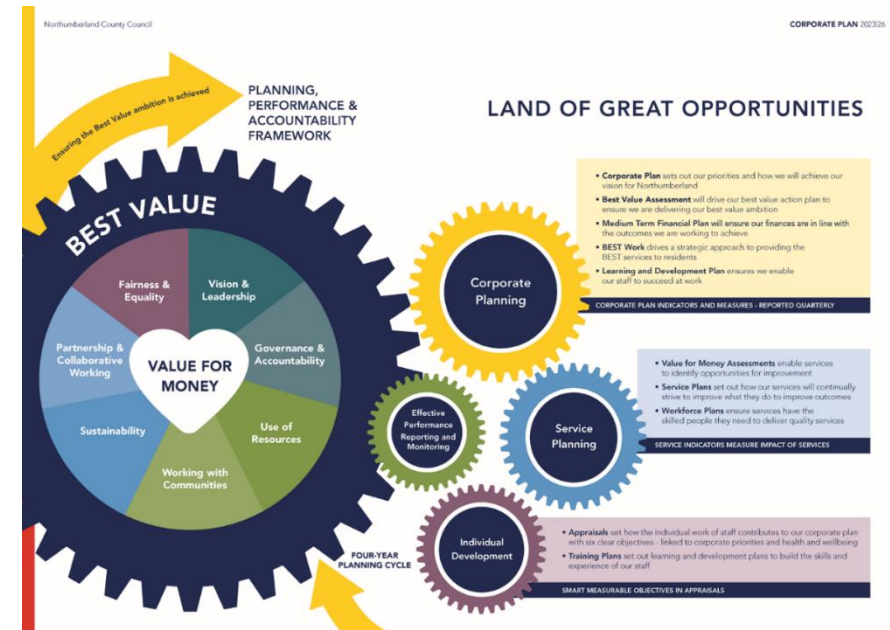 Northumberland County Council
CORPORATE PLAN 2023|26
Ensuring the Best Value ambition is achieved
PLANNING,
PERFORMANCE &
ACCOUNTABILITY
FRAMEWORK
LAND OF GREAT OPPORTUNITIES
BEST VALUE
Fairness &
Equality
Vision &
Leadership
Partnership &
Collaborative
Working
VALUE FOR
MONEY
Governance &
Accountability
Sustainability
Use of
Resources
Working with
Communities
FOUR-YEAR
PLANNING CYCLE
Corporate
Planning
• Corporate Plan sets out our priorities and how we will achieve our
vision for Northumberland
• Best Value Assessment will drive our best value action plan to
ensure we are delivering our best value ambition
• Medium Term Financial Plan will ensure our finances are in line with
the outcomes we are working to achieve
• BEST Work drives a strategic approach to providing the
BEST services to residents
• Learning and Development Plan ensures we enable
our staff to succeed at work
CORPORATE PLAN INDICATORS AND MEASURES - REPORTED QUARTERLY
Effective
Performance
Reporting and
Monitoring
Service
Planning
• Value for Money Assessments enable services
to identify opportunities for improvement
• Service Plans set out how our services will continually
strive to improve what they do to improve outcomes
• Workforce Plans ensure services have the
skilled people they need to deliver quality services
SERVICE INDICATORS MEASURE IMPACT OF SERVICES
Individual
Development
• Appraisals set how the individual work of staff contributes to our corporate plan
with six clear objectives - linked to corporate priorities and health and wellbeing
• Training Plans set out learning and development plans to build the skills and
experience of our staff
SMART MEASURABLE OBJECTIVES IN APPRAISALS